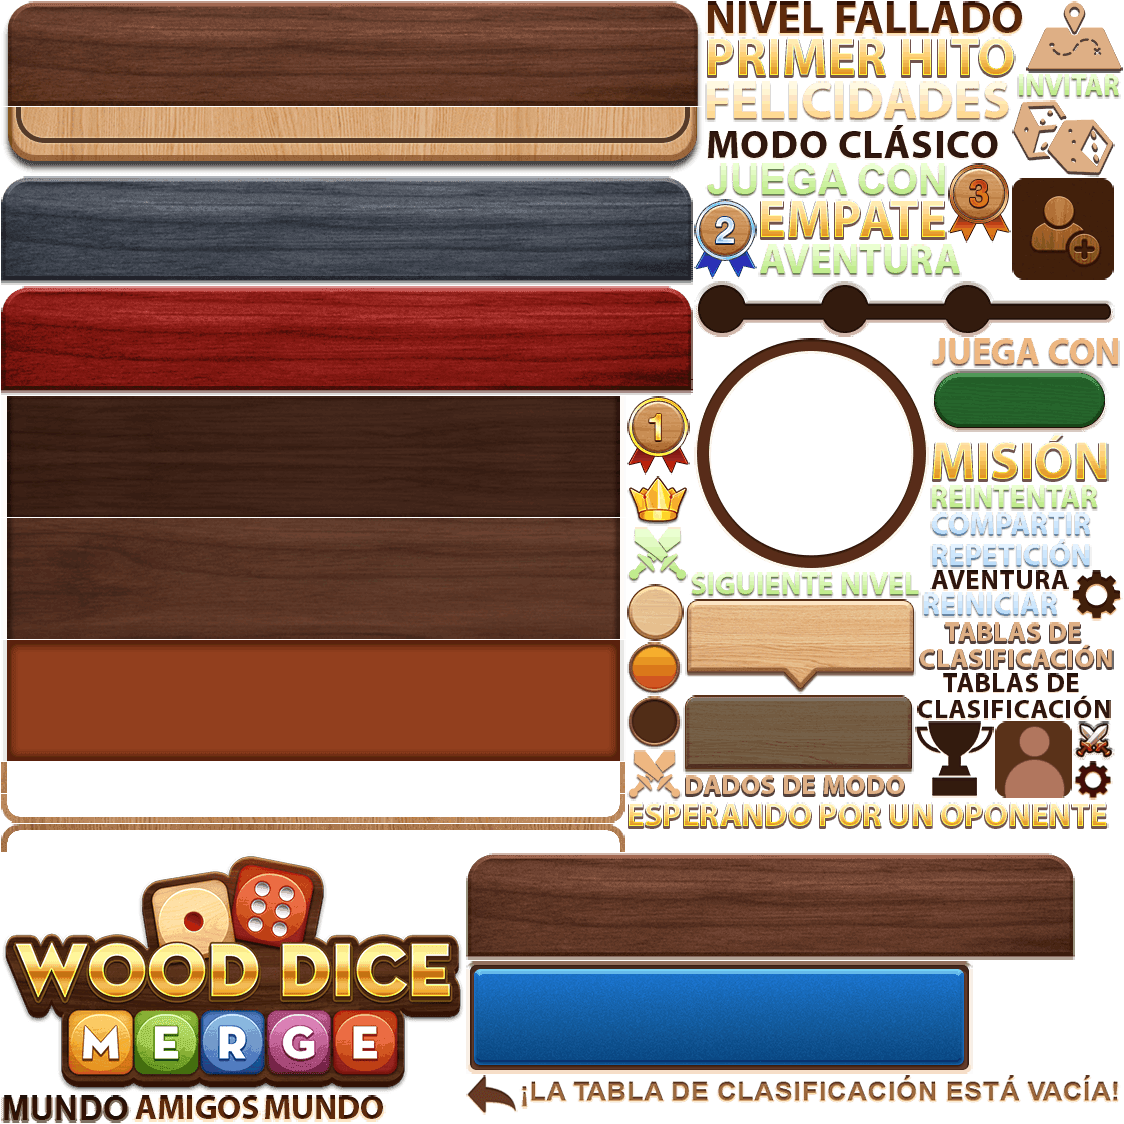 NIVEL FALLADO
PRIMER HITO
INVITAR
FELICIDADES
MODO CLÁSICO
JUEGA CON
3
2
EMPATE
AVENTURA
JUEGA CON
1
MISIÓN
REINTENTAR
COMPARTIR
REPETICIÓN
SIGUIENTE NIVEL
AVENTURA
REINICIAR
TABLAS DE
CLASIFICACIÓN
TABLAS DE
CLASIFICACIÓN
DADOS DE MODO
ESPERANDO POR UN OPONENTE
WOOD DICE
MERGE
¡LA TABLA DE CLASIFICACIÓN ESTÁ VACÍA!
MUNDO AMIGOS MUNDO